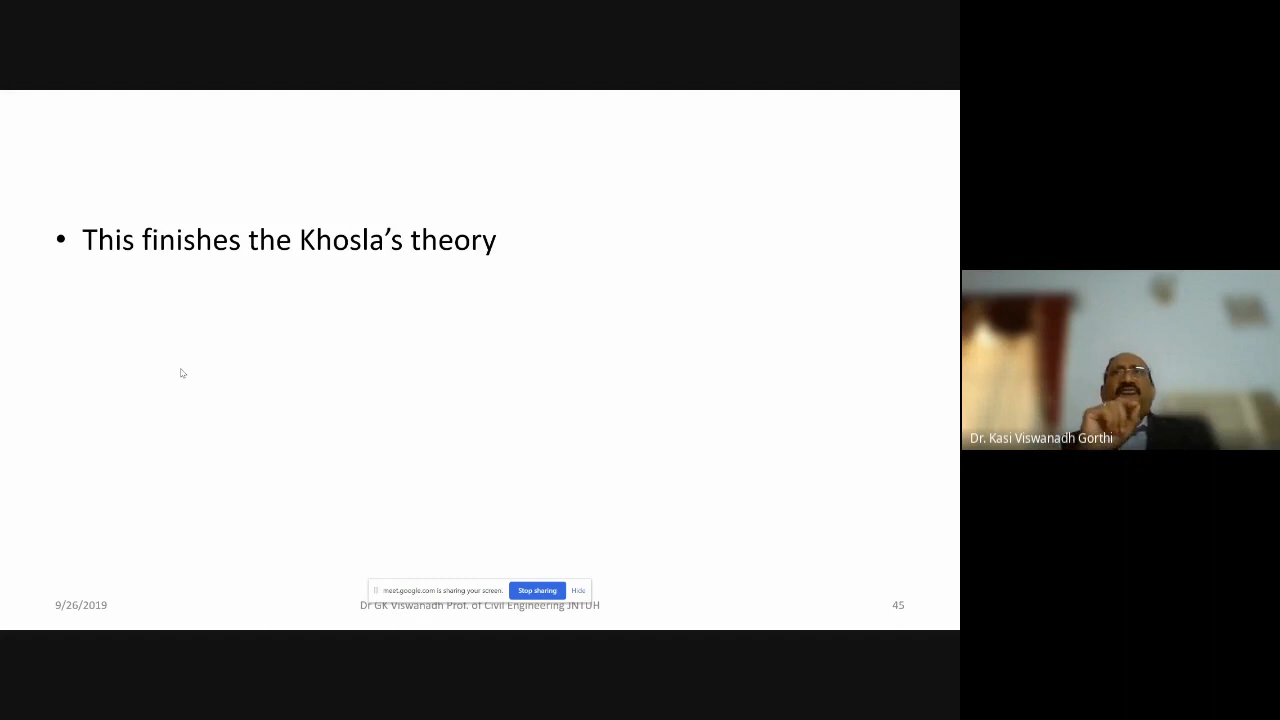 • This finishes the Khosla’s theory
Dr. Kasi Viswanadh Gorthi
meet.google.com is sharing your screen. Stop sharing Hide
9/26/2019 Dr GK Viswanadh Prof. of Civil Engineering JNTUH 45